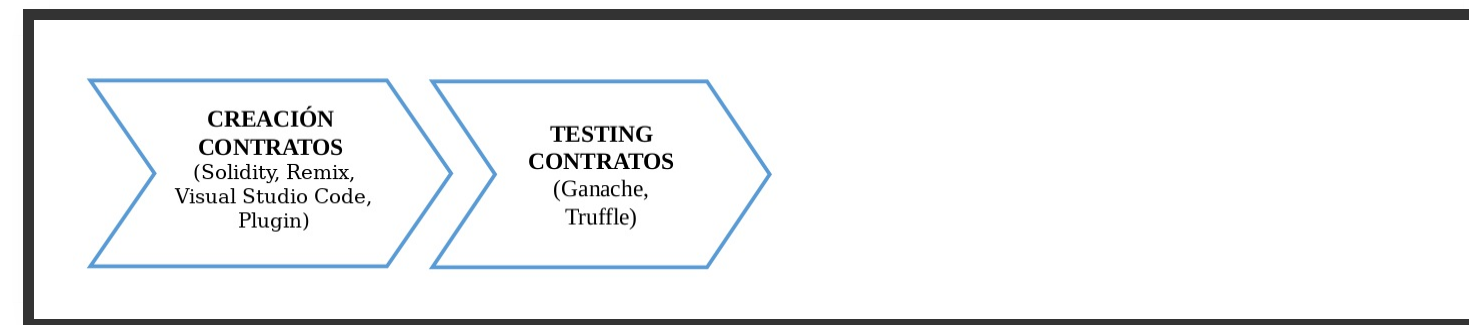 CREACIÓN
CONTRATOS
(Solidity, Remix,
Visual Studio Code,
Plugin)
TESTING
CONTRATOS
(Ganache,
Truffle)